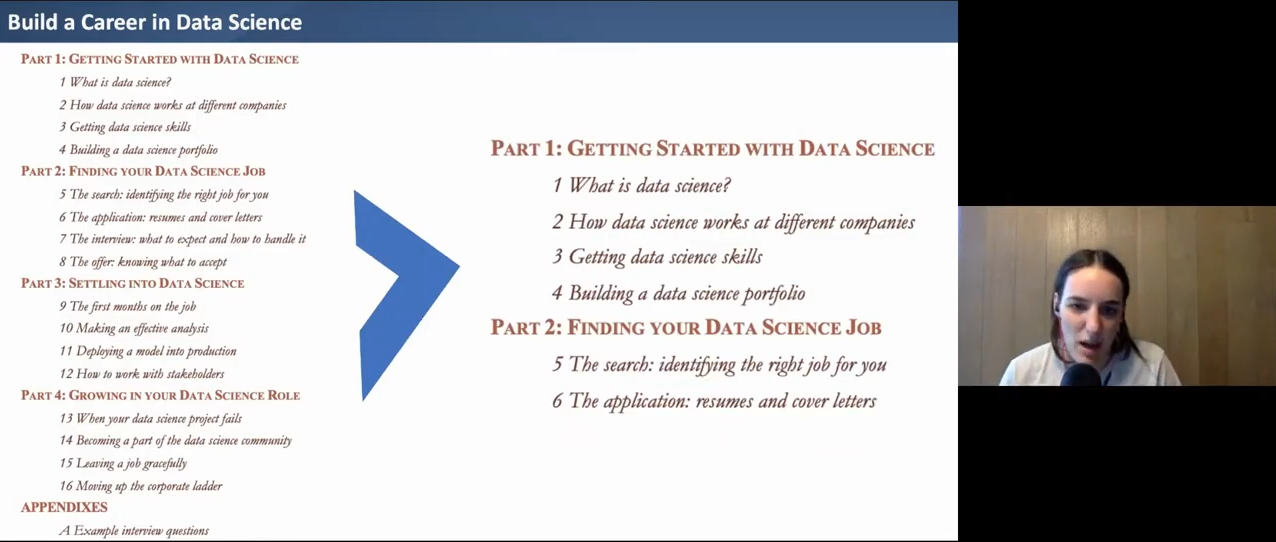 Build a Career in Data Science
PART 1: GETTING STARTED WITH DATA SCIENCE
1 What is data science?
2 How data science works at different companies
3 Getting data science skills
4 Building a data science portfolio
PART 2: FINDING YOUR DATA SCIENCE JOB
5 The search: identifying the right job for you
6 The application: resumes and cover letters
7 The interview: what to expect and how to handle it
8 The offer: knowing what to accept
PART 3: SETTLING INTO DATA SCIENCE
9 The first months on the job
10 Making an effective analysis
11 Deploying a model into production
12 How to work with stakeholders
PART 4: GROWING IN YOUR DATA SCIENCE ROLE
13 When your data science project fails
14 Becoming a part of the data science community
15 Leaving a job gracefully
16 Moving up the corporate ladder
APPENDIXES
A Example interview questions
PART 1: GETTING STARTED WITH DATA SCIENCE
1 What is data science?
2 How data science works at different companies
3 Getting data science skills
4 Building a data science portfolio
PART 2: FINDING YOUR DATA SCIENCE JOB
5 The search: identifying the right job for you
6 The application: resumes and cover letters